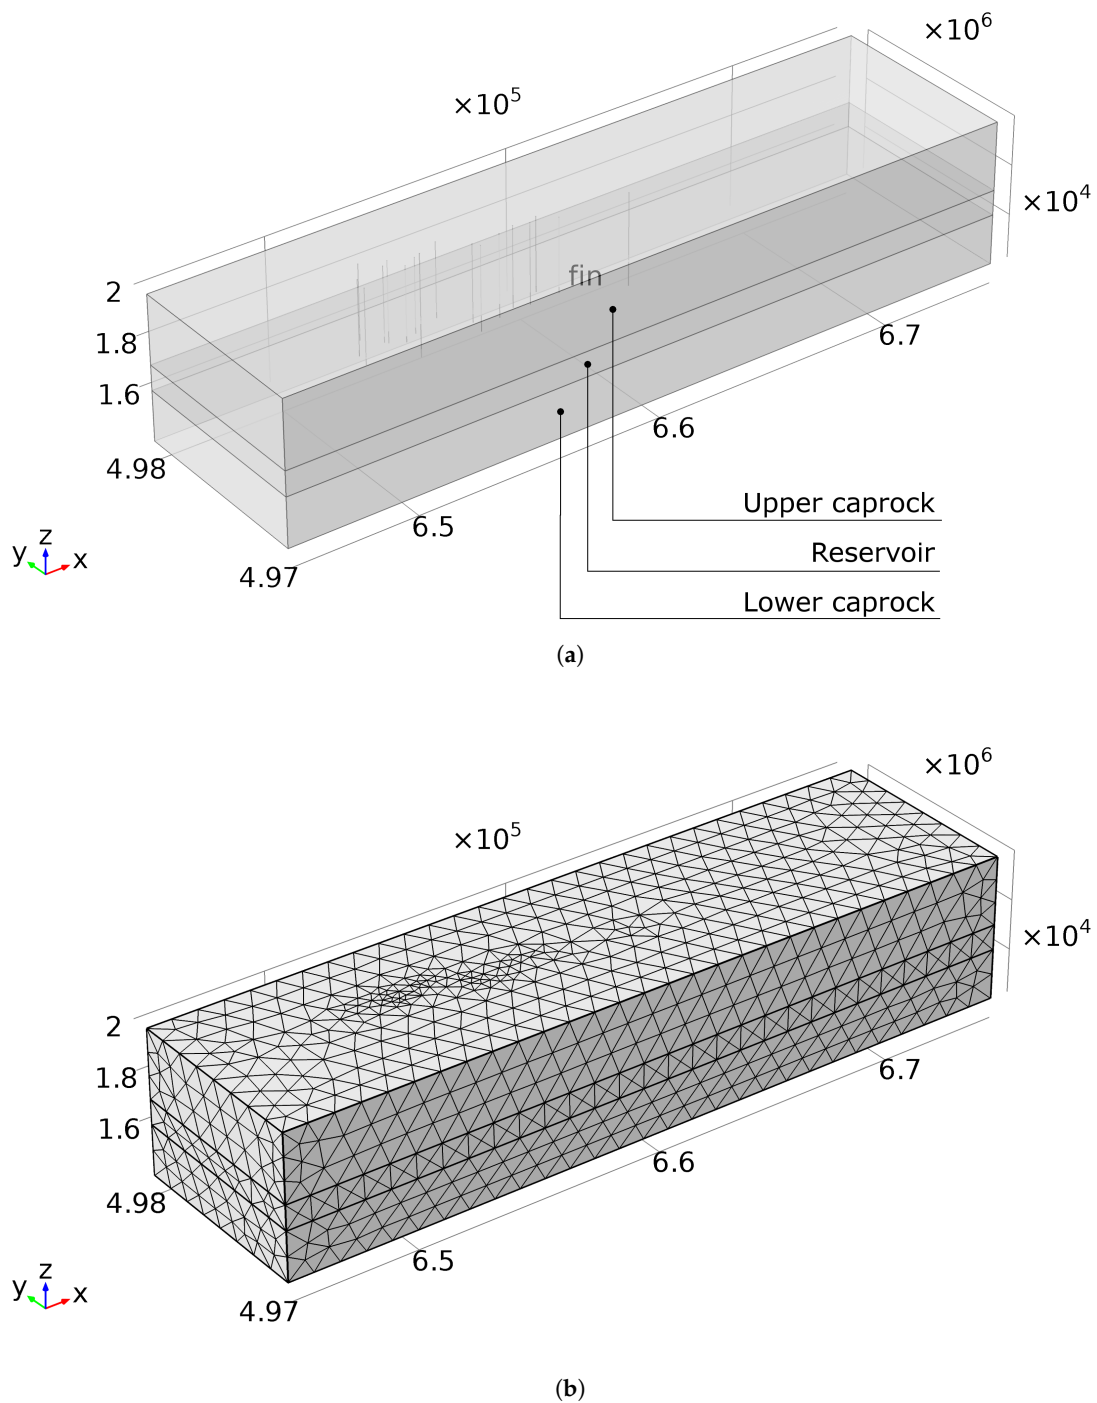 ×10⁶
×10⁵
×10⁴
2
fin
1.8
6.7
1.6
6.6
4.98
Upper caprock
6.5
z
y
x
Reservoir
4.97
Lower caprock
(a)
×10⁶
×10⁵
×10⁴
2
1.8
6.7
1.6
6.6
4.98
6.5
z
y
x
4.97
(b)